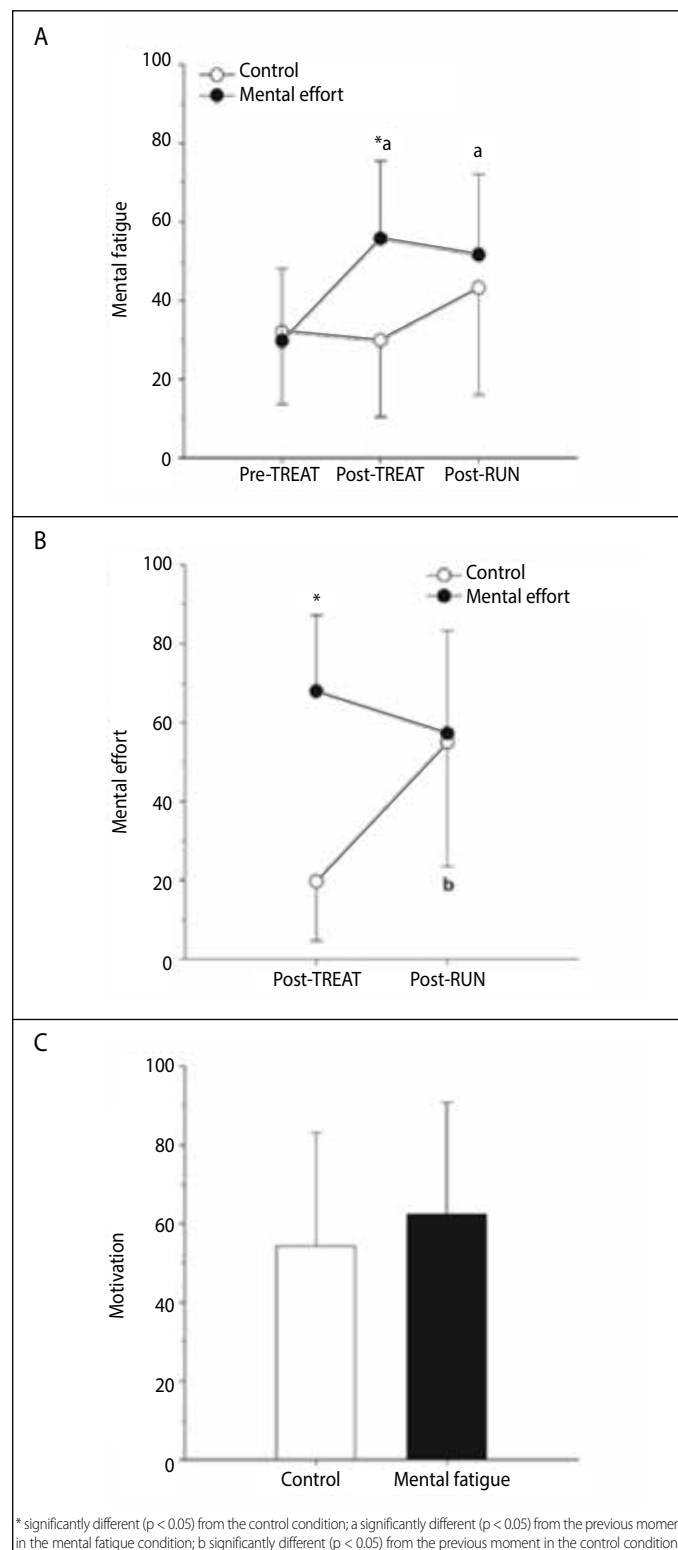 A
100
Control
Mental effort
80
*a
a
60
Mental fatigue
40
20
0
Pre-TREAT Post-TREAT Post-RUN
B
100
Control
Mental effort
*
80
60
Mental effort
40
20
b
0
Post-TREAT Post-RUN
C
100
80
60
Motivation
40
20
0
Control Mental fatigue
* significantly different (p < 0.05) from the control condition; a significantly different (p < 0.05) from the previous momen
in the mental fatigue condition; b significantly different (p < 0.05) from the previous moment in the control condition